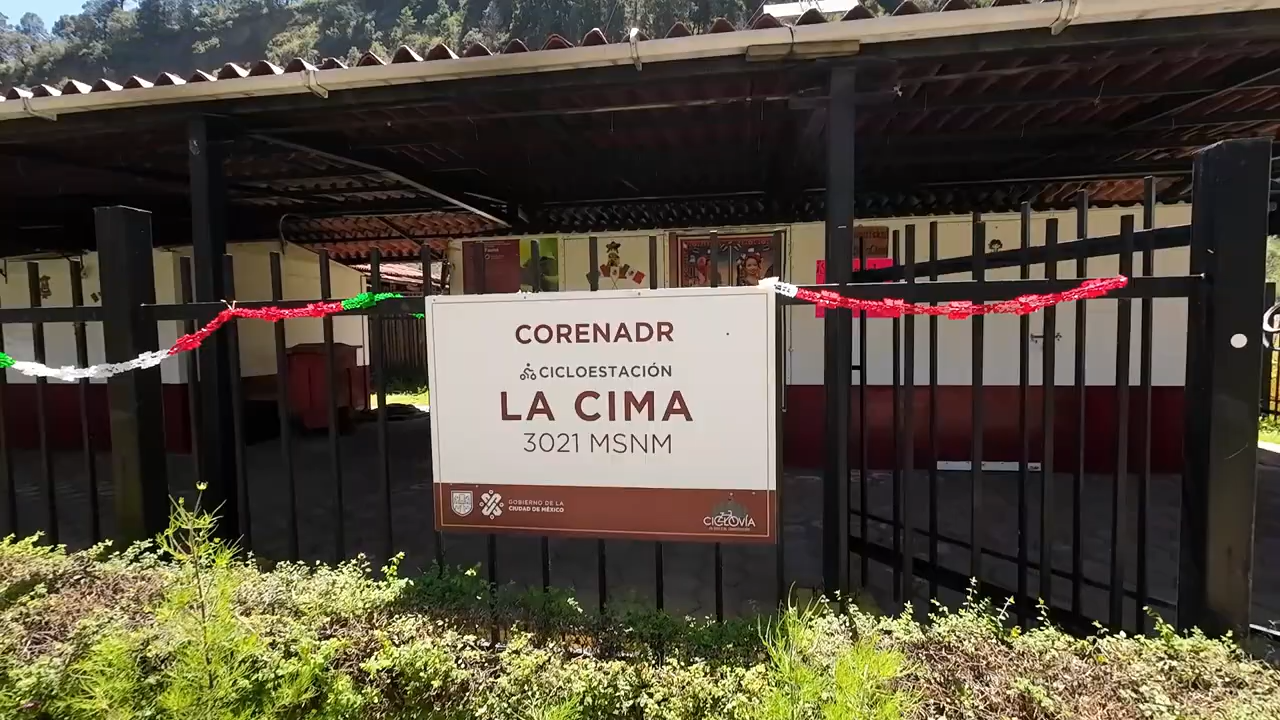 CORENADR
CICLOESTACIÓN
LA CIMA
3021 MSNM
GOBIERNO DE LA
CIUDAD DE MÉXICO
CICLOVÍA